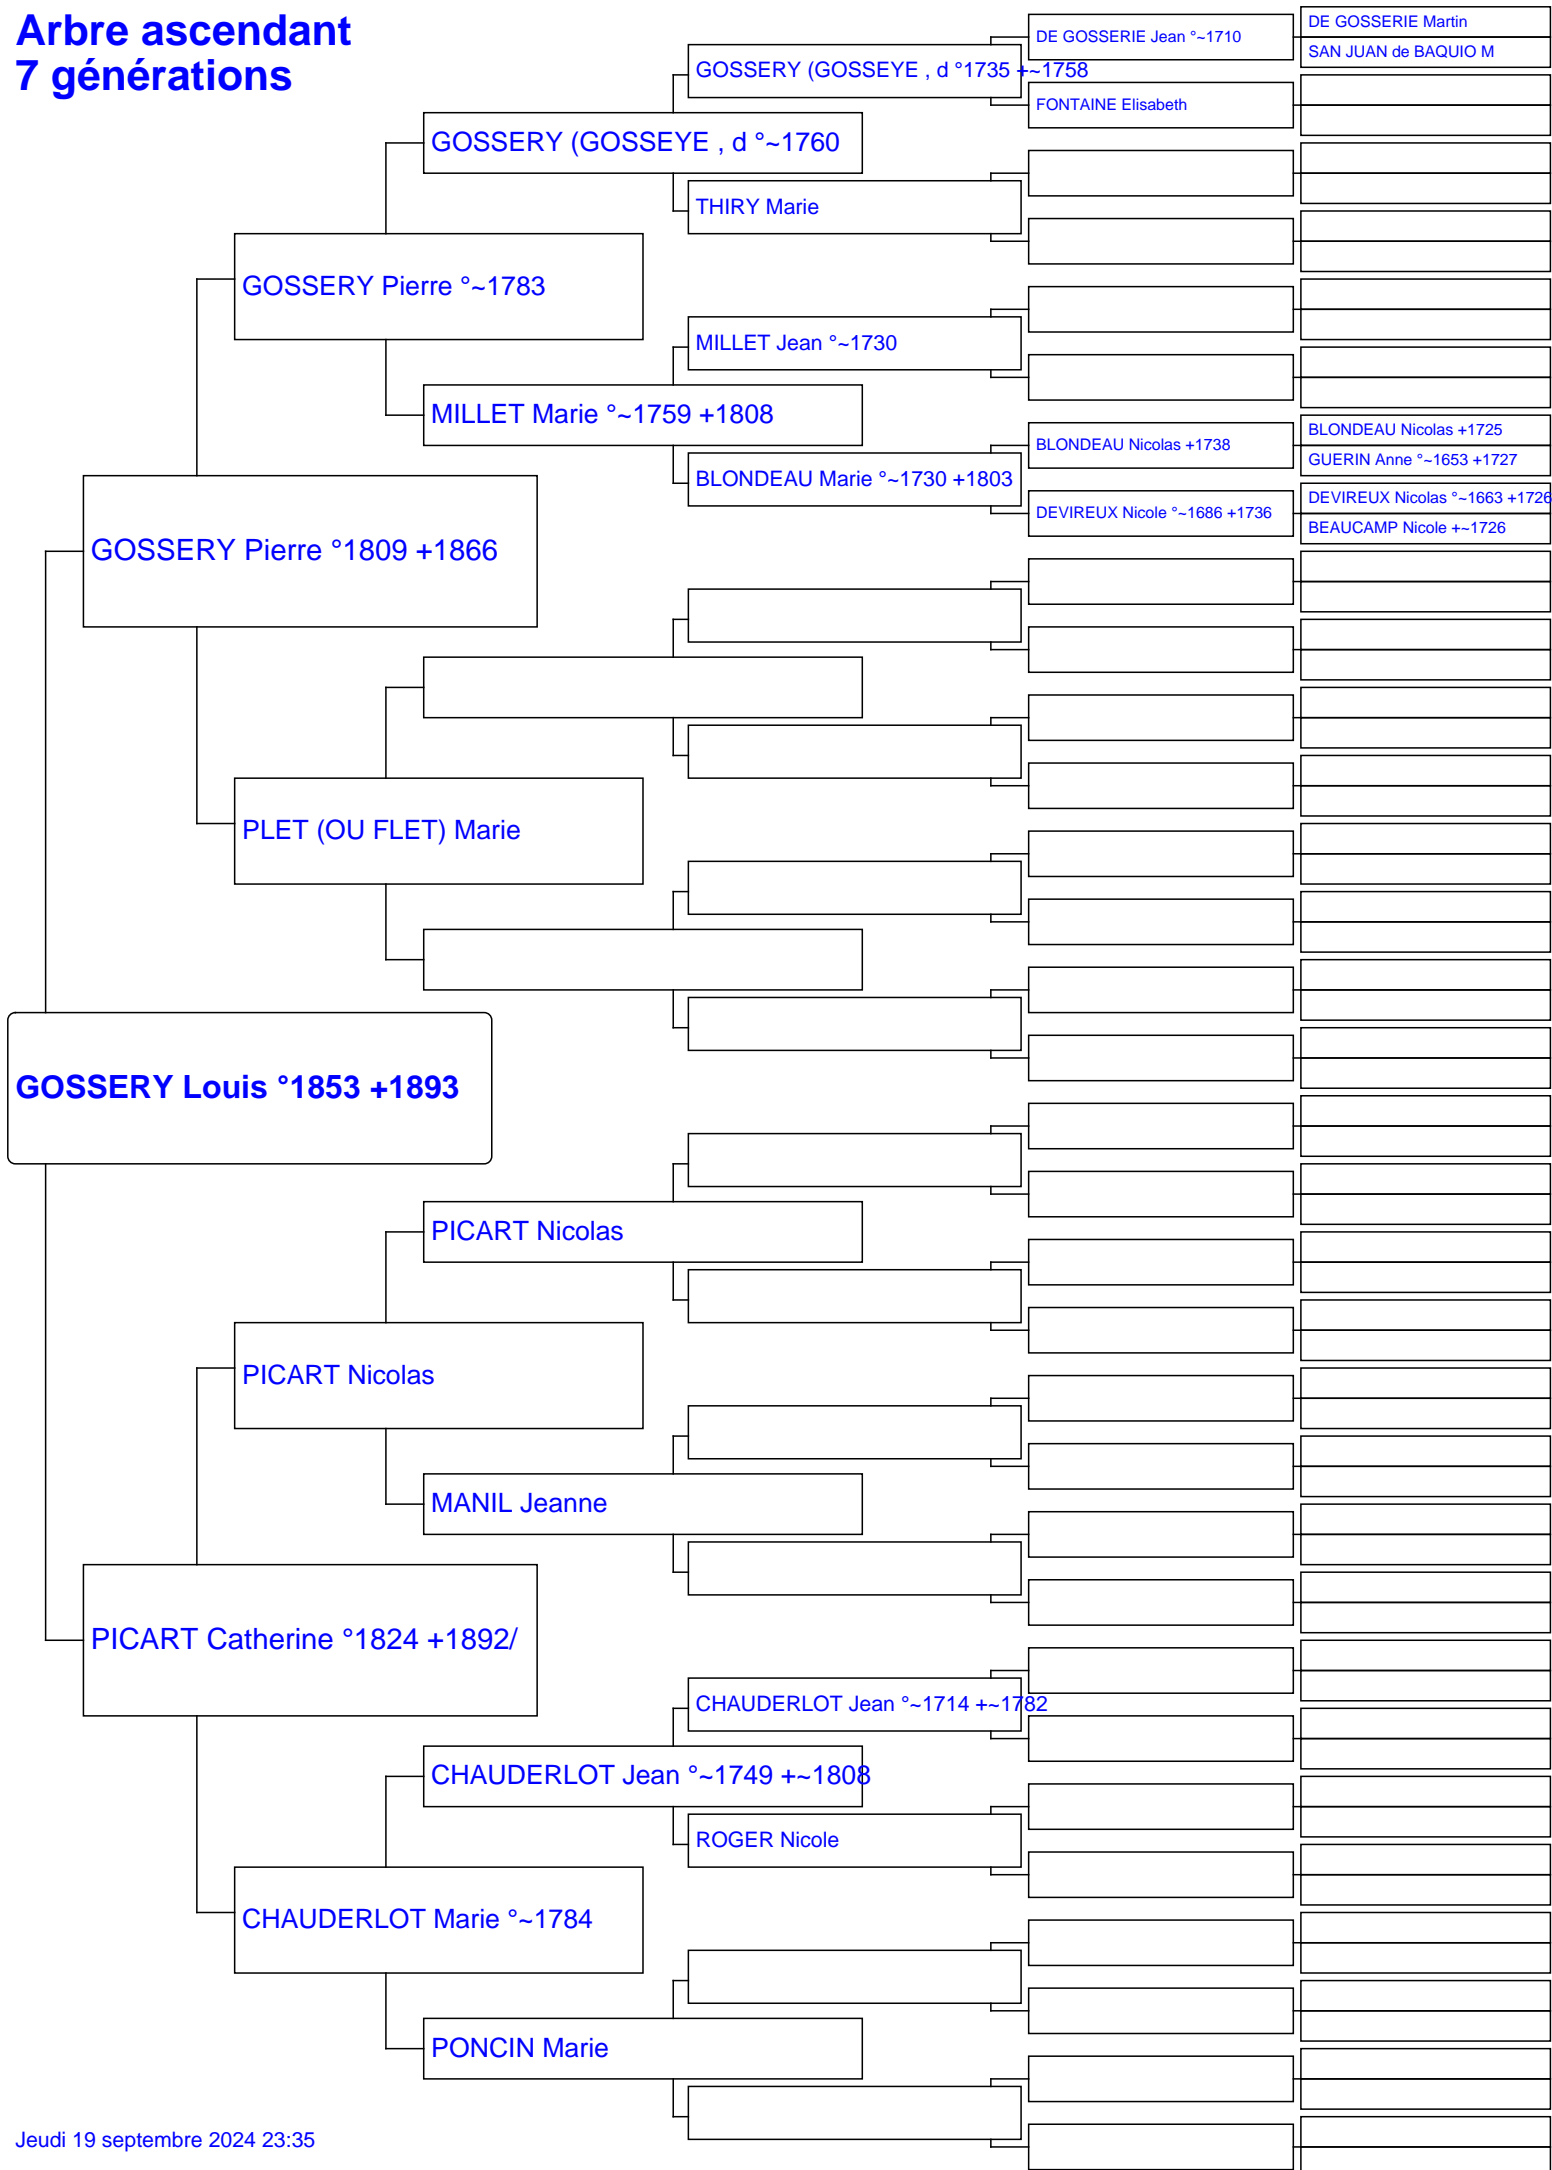 Arbre ascendant
7 générations
DE GOSSERIE Martin
DE GOSSERIE Jean °~1710
SAN JUAN de BAQUIO M
GOSSERY (GOSSEYE , d °1735 +~1758
FONTAINE Elisabeth
GOSSERY (GOSSEYE , d °~1760
THIRY Marie
GOSSERY Pierre °~1783
MILLET Jean °~1730
MILLET Marie °~1759 +1808
BLONDEAU Nicolas +1725
BLONDEAU Nicolas +1738
GUERIN Anne °~1653 +1727
BLONDEAU Marie °~1730 +1803
DEVIREUX Nicolas °~1663 +1726
DEVIREUX Nicole °~1686 +1736
BEAUCAMP Nicole +~1726
GOSSERY Pierre °1809 +1866
PLET (OU FLET) Marie
GOSSERY Louis °1853 +1893
PICART Nicolas
PICART Nicolas
MANIL Jeanne
PICART Catherine °1824 +1892/
CHAUDERLOT Jean °~1714 +~1782
CHAUDERLOT Jean °~1749 +~1808
ROGER Nicole
CHAUDERLOT Marie °~1784
PONCIN Marie
Jeudi 19 septembre 2024 23:35